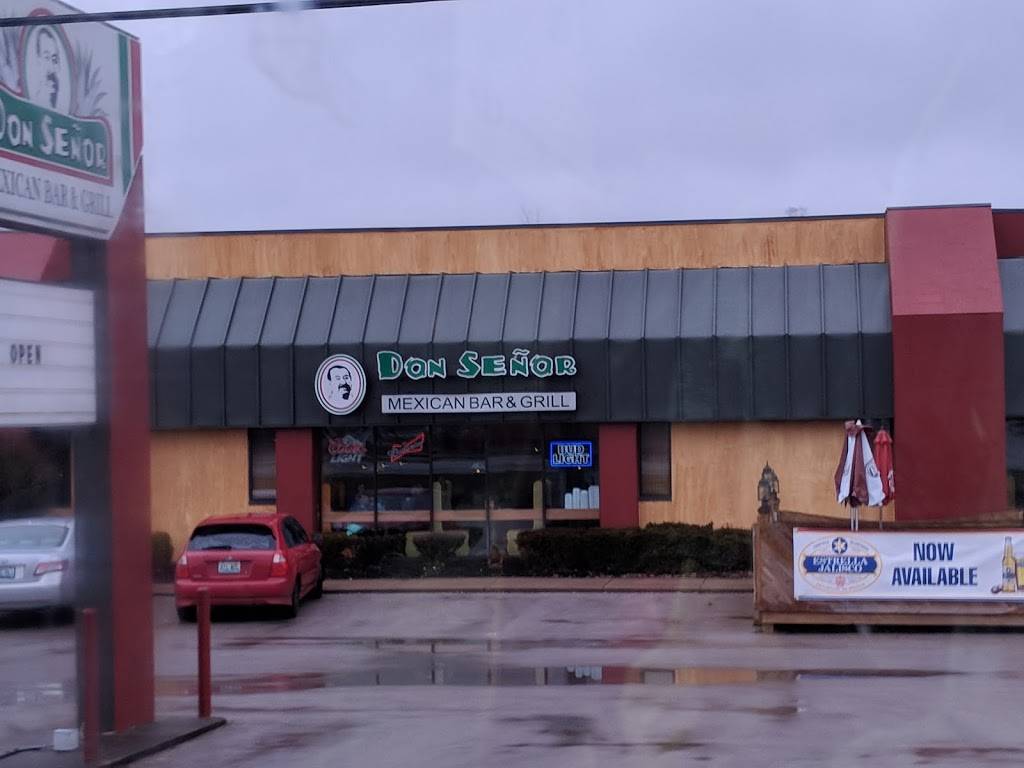 DON SEÑOR
MEXICAN BAR & GRILL
OPEN
DON SEÑOR
MEXICAN BAR & GRILL
COORS
LIGHT
BUD
LIGHT
ESTRELLA
JALISCO
NOW
AVAILABLE